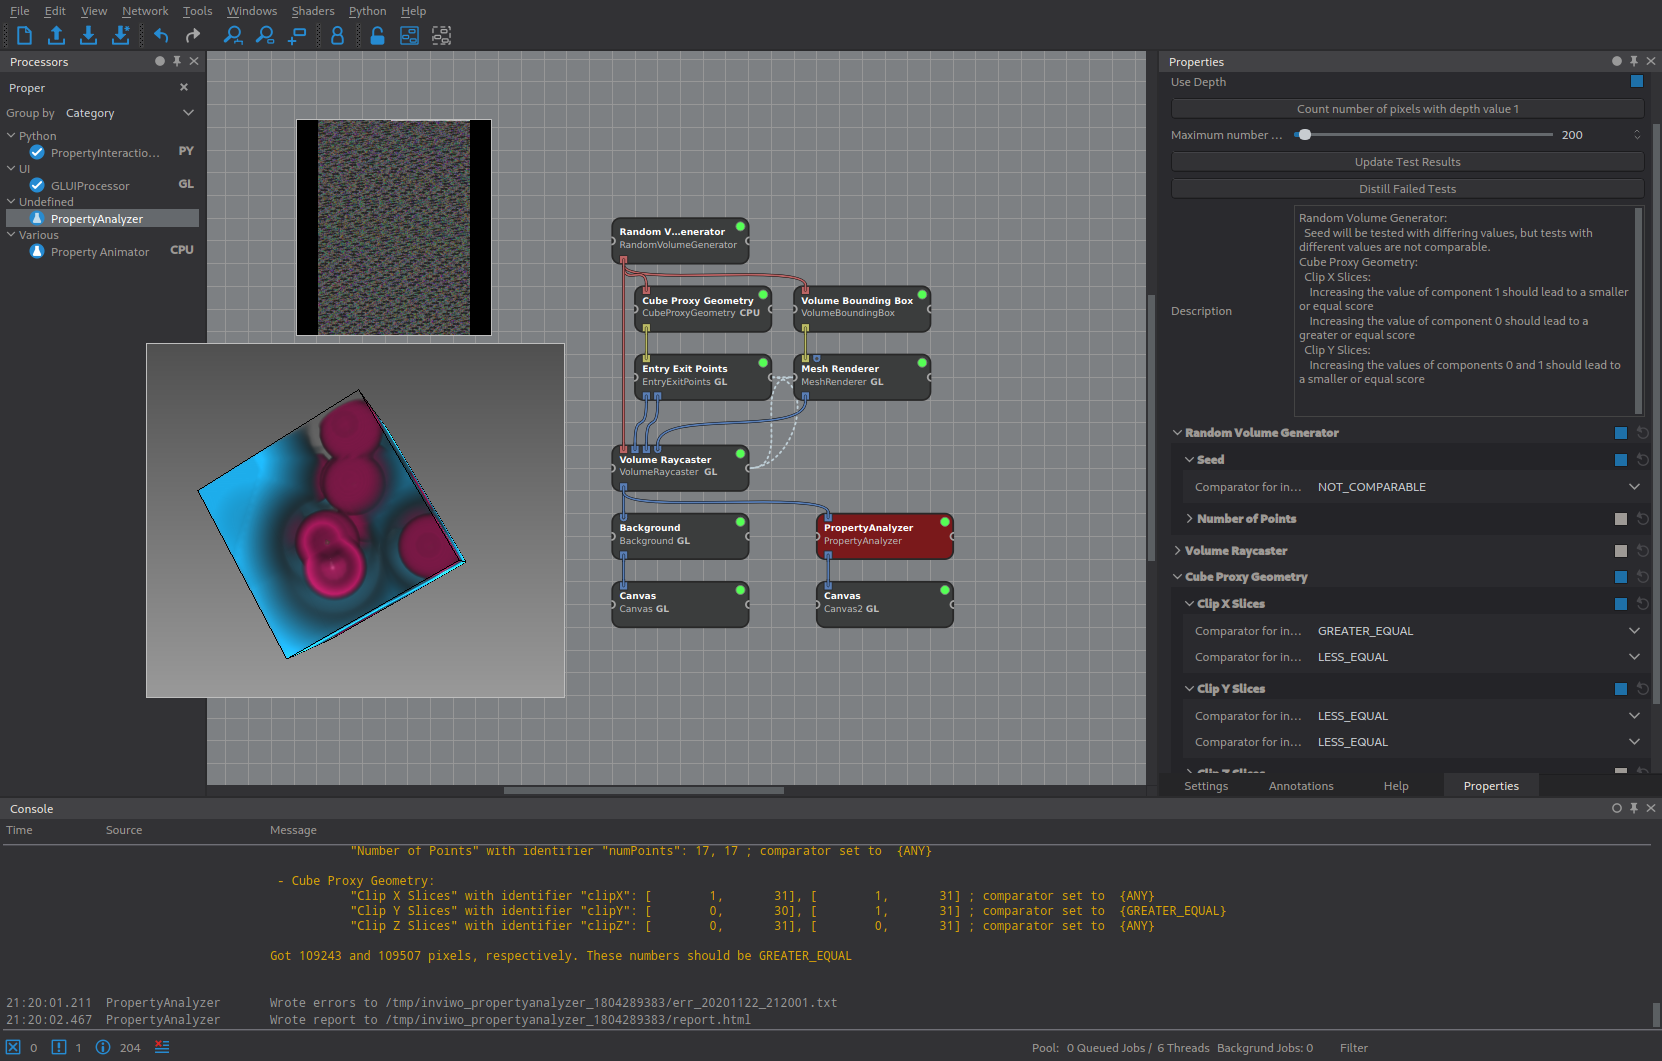 File Edit View Network Tools Windows Shaders Python Help
Processors
Proper
Group by Category
Python
PropertyInteractio... PY
UI
GLUIProcessor GL
Undefined
PropertyAnalyzer
Various
Property Animator CPU
Random V...enerator
RandomVolumeGenerator
Cube Proxy Geometry
CubeProxyGeometry CPU
Volume Bounding Box
VolumeBoundingBox
Entry Exit Points
EntryExitPoints GL
Mesh Renderer
MeshRenderer GL
Volume Raycaster
VolumeRaycaster GL
Background
Background GL
PropertyAnalyzer
PropertyAnalyzer
Canvas
Canvas GL
Canvas
Canvas2 GL
Properties
Use Depth
Count number of pixels with depth value 1
Maximum number ... 200
Update Test Results
Distill Failed Tests
Description
Random Volume Generator:
Seed will be tested with differing values, but tests with
different values are not comparable.
Cube Proxy Geometry:
Clip X Slices:
Increasing the value of component 1 should lead to a smaller
or equal score
Increasing the value of component 0 should lead to a
greater or equal score
Clip Y Slices:
Increasing the values of components 0 and 1 should lead to
a smaller or equal score
Random Volume Generator
Seed
Comparator for in... NOT_COMPARABLE
Number of Points
Volume Raycaster
Cube Proxy Geometry
Clip X Slices
Comparator for in... GREATER_EQUAL
Comparator for in... LESS_EQUAL
Clip Y Slices
Comparator for in... LESS_EQUAL
Comparator for in... LESS_EQUAL
Clip Z Slices
Settings Annotations Help Properties
Console
Time Source Message
"Number of Points" with identifier "numPoints": 17, 17 ; comparator set to {ANY}
- Cube Proxy Geometry:
"Clip X Slices" with identifier "clipX": [ 1, 31], [ 1, 31] ; comparator set to {ANY}
"Clip Y Slices" with identifier "clipY": [ 0, 30], [ 1, 31] ; comparator set to {GREATER_EQUAL}
"Clip Z Slices" with identifier "clipZ": [ 0, 31], [ 0, 31] ; comparator set to {ANY}
Got 109243 and 109507 pixels, respectively. These numbers should be GREATER_EQUAL
21:20:01.211 PropertyAnalyzer Wrote errors to /tmp/inviwo_propertyanalyzer_1804289383/err_20201122_212001.txt
21:20:02.467 PropertyAnalyzer Wrote report to /tmp/inviwo_propertyanalyzer_1804289383/report.html
0 1 204 Pool: 0 Queued Jobs / 6 Threads Backgrund Jobs: 0 Filter